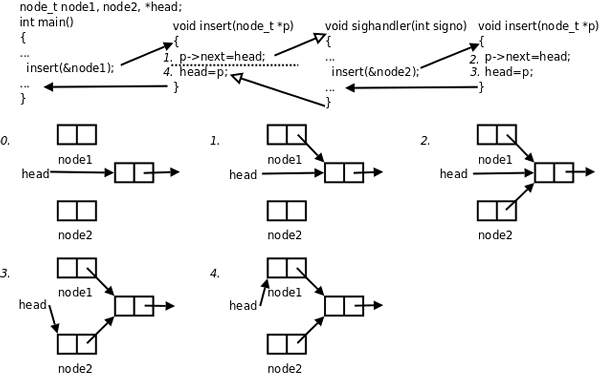 node_t node1, node2, *head;
int main()
{
...
insert(&node1);
...
}
void insert(node_t *p)
{
1. p->next=head;
4. head=p;
}
void sighandler(int signo)
{
...
insert(&node2);
...
}
void insert(node_t *p)
{
2. p->next=head;
3. head=p;
}
0.
node1
head
node2
1.
node1
head
node2
2.
node1
head
node2
3.
node1
head
node2
4.
node1
head
node2